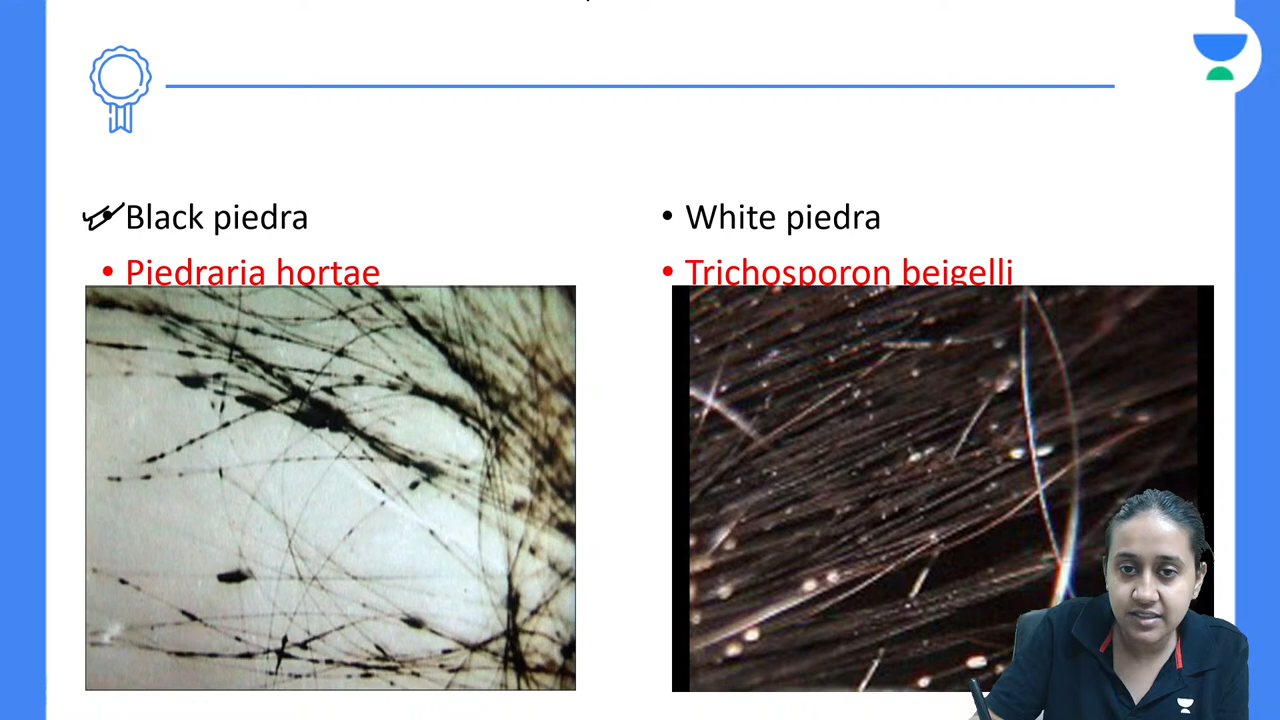 Black piedra
Piedraria hortae
White piedra
Trichosporon beigelli